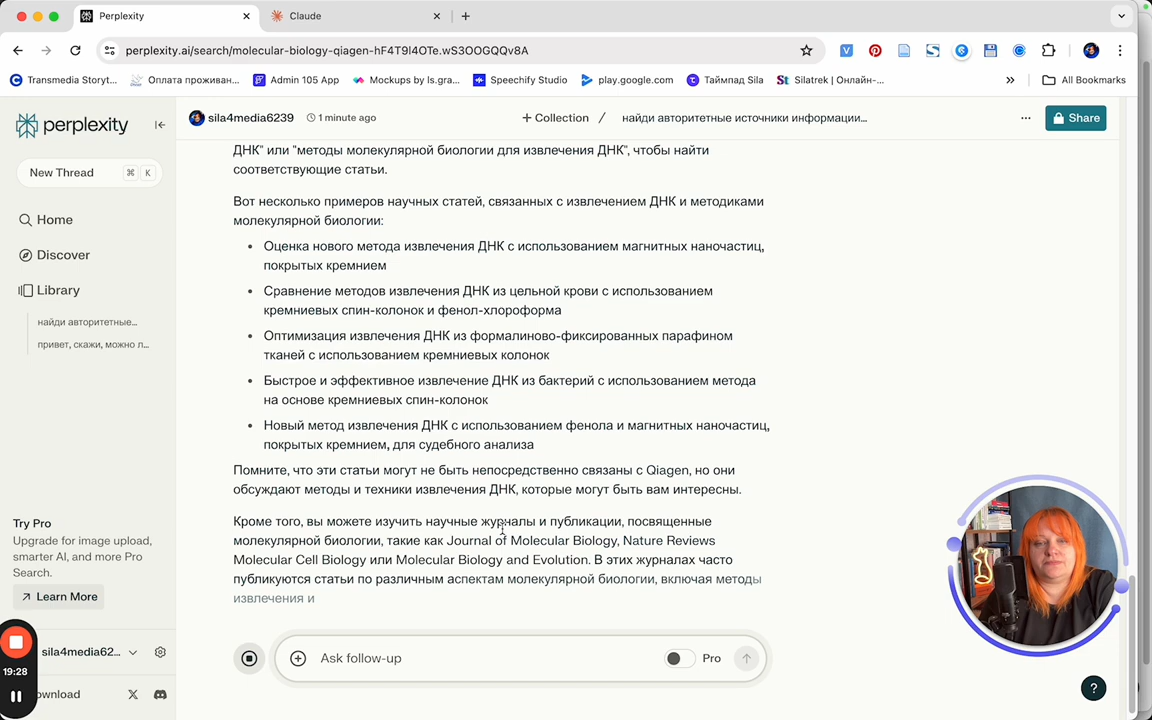 Perplexity
Claude
perplexity.ai/search/molecular-biology-qiagen-hF4T9l4OTe.wS3OOGQQv8A
Transmedia Storyt...
Оплата проживан...
Admin 105 App
Mockups by ls.gra...
Speechify Studio
play.google.com
Таймпад Sila
Silatrek | Онлайн-...
All Bookmarks
perplexity
New Thread
⌘ K
Home
Discover
Library
найди авторитетные...
привет, скажи, можно л...
Try Pro
Upgrade for image upload,
smarter AI, and more Pro
Search.
Learn More
sila4media62...
ownload
19:28
sila4media6239
1 minute ago
+ Collection / найди авторитетные источники информации...
Share
ДНК" или "методы молекулярной биологии для извлечения ДНК", чтобы найти
соответствующие статьи.
Вот несколько примеров научных статей, связанных с извлечением ДНК и методиками
молекулярной биологии:
• Оценка нового метода извлечения ДНК с использованием магнитных наночастиц,
покрытых кремнием
• Сравнение методов извлечения ДНК из цельной крови с использованием
кремниевых спин-колонок и фенол-хлороформа
• Оптимизация извлечения ДНК из формалиново-фиксированных парафином
тканей с использованием кремниевых колонок
• Быстрое и эффективное извлечение ДНК из бактерий с использованием метода
на основе кремниевых спин-колонок
• Новый метод извлечения ДНК с использованием фенола и магнитных наночастиц,
покрытых кремнием, для судебного анализа
Помните, что эти статьи могут не быть непосредственно связаны с Qiagen, но они
обсуждают методы и техники извлечения ДНК, которые могут быть вам интересны.
Кроме того, вы можете изучить научные журналы и публикации, посвященные
молекулярной биологии, такие как Journal of Molecular Biology, Nature Reviews
Molecular Cell Biology или Molecular Biology and Evolution. В этих журналах часто
публикуются статьи по различным аспектам молекулярной биологии, включая методы
извлечения и
Ask follow-up
Pro
?